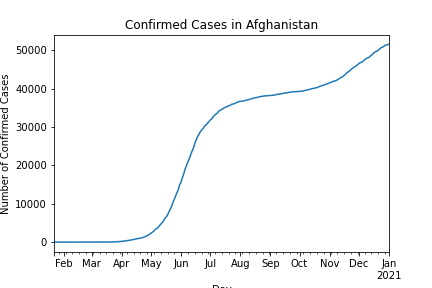 Confirmed Cases in Afghanistan
Number of Confirmed Cases
50000
40000
30000
20000
10000
0
Feb Mar Apr May Jun Jul Aug Sep Oct Nov Dec Jan
2021